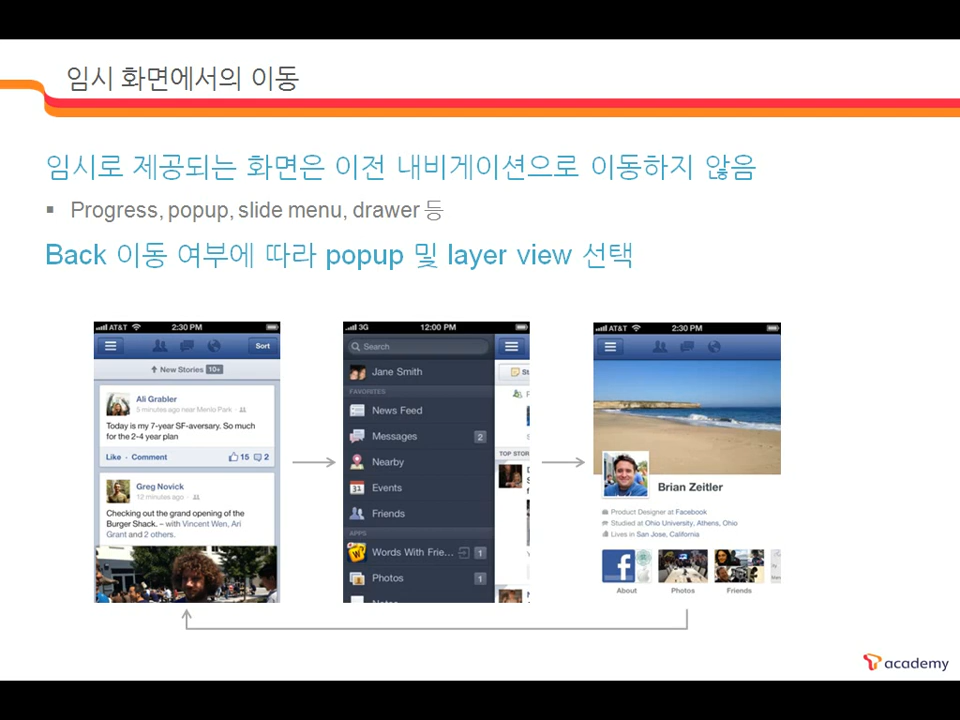 임시 화면에서의 이동
임시로 제공되는 화면은 이전 내비게이션으로 이동하지 않음
▪ Progress, popup, slide menu, drawer 등
Back 이동 여부에 따라 popup 및 layer view 선택
AT&T 2:30 PM
Sort
New Stories 10+
Ali Grabler
5 minutes ago near Menlo Park ·
Today is my 7-year SF-aversary. So much
for the 2-4 year plan
Like · Comment 15 2
Greg Novick
12 minutes ago ·
Checking out the grand opening of the
Burger Shack. – with Vincent Wen, Ari
Grant and 2 others.
3G 12:00 PM
Search
Jane Smith
FAVORITES
News Feed
Messages 2
Nearby
31 Events
Friends
APPS
Words With Frie... 1
Photos 1
St
F
TOP STOR
AT&T 2:30 PM
Brian Zeitler
Product Designer at Facebook
Studied at Ohio University, Athens, Ohio
Lives in San Jose, California
About Photos Friends
T academy